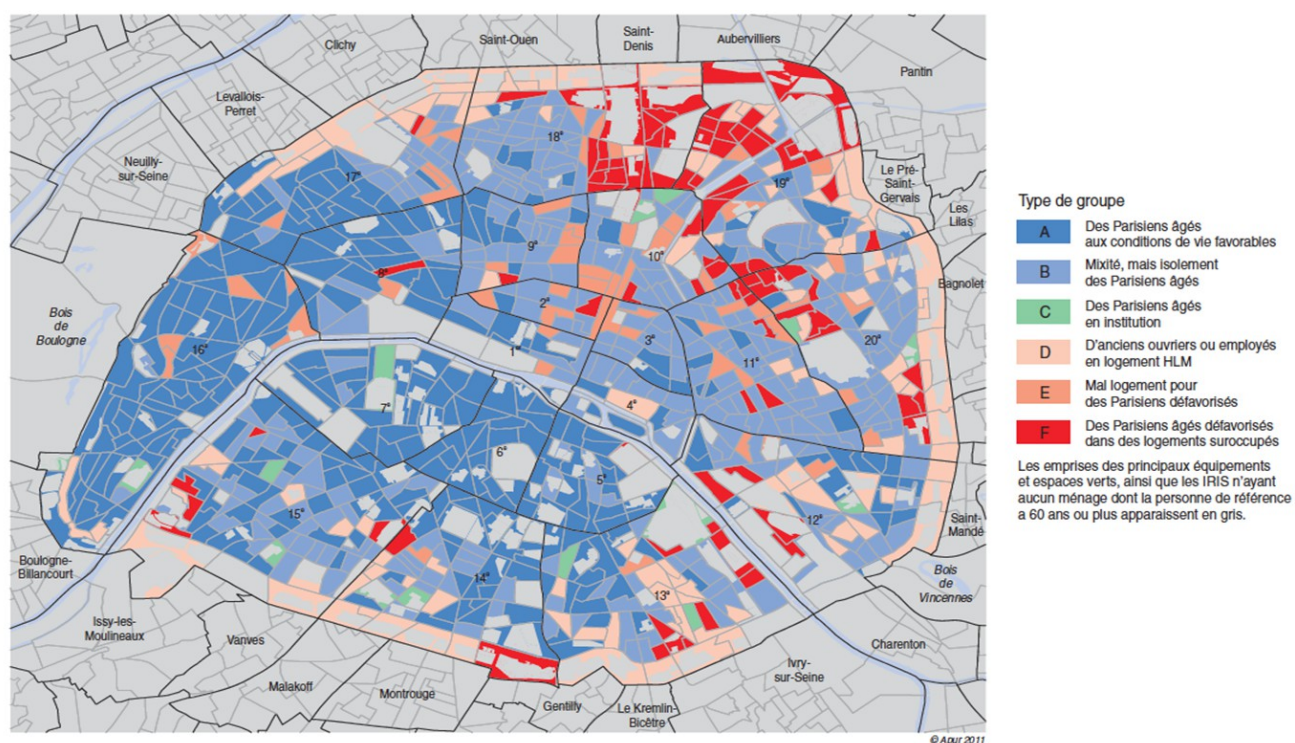 Clichy
Saint-Ouen
Saint-
Denis
Aubervilliers
Pantin
Levallois-
Perret
Neuilly-
sur-Seine
Le Pré-
Saint-
Gervais
Les
Lilas
Bagnolet
Bois
de
Boulogne
18e
17e
19e
9e
10e
8e
2e
3e
1er
16e
11e
20e
4e
7e
6e
5e
15e
12e
14e
13e
Saint-
Mandé
Bois
de
Vincennes
Boulogne-
Billancourt
Issy-les-
Moulineaux
Vanves
Malakoff
Montrouge
Gentilly
Le Kremlin-
Bicêtre
Ivry-
sur-Seine
Charenton
Type de groupe
A Des Parisiens âgés
aux conditions de vie favorables
B Mixité, mais isolement
des Parisiens âgés
C Des Parisiens âgés
en institution
D D'anciens ouvriers ou employés
en logement HLM
E Mal logement pour
des Parisiens défavorisés
F Des Parisiens âgés défavorisés
dans des logements suroccupés
Les emprises des principaux équipements
et espaces verts, ainsi que les IRIS n'ayant
aucun ménage dont la personne de référence
a 60 ans ou plus apparaissent en gris.
© Apur 2011